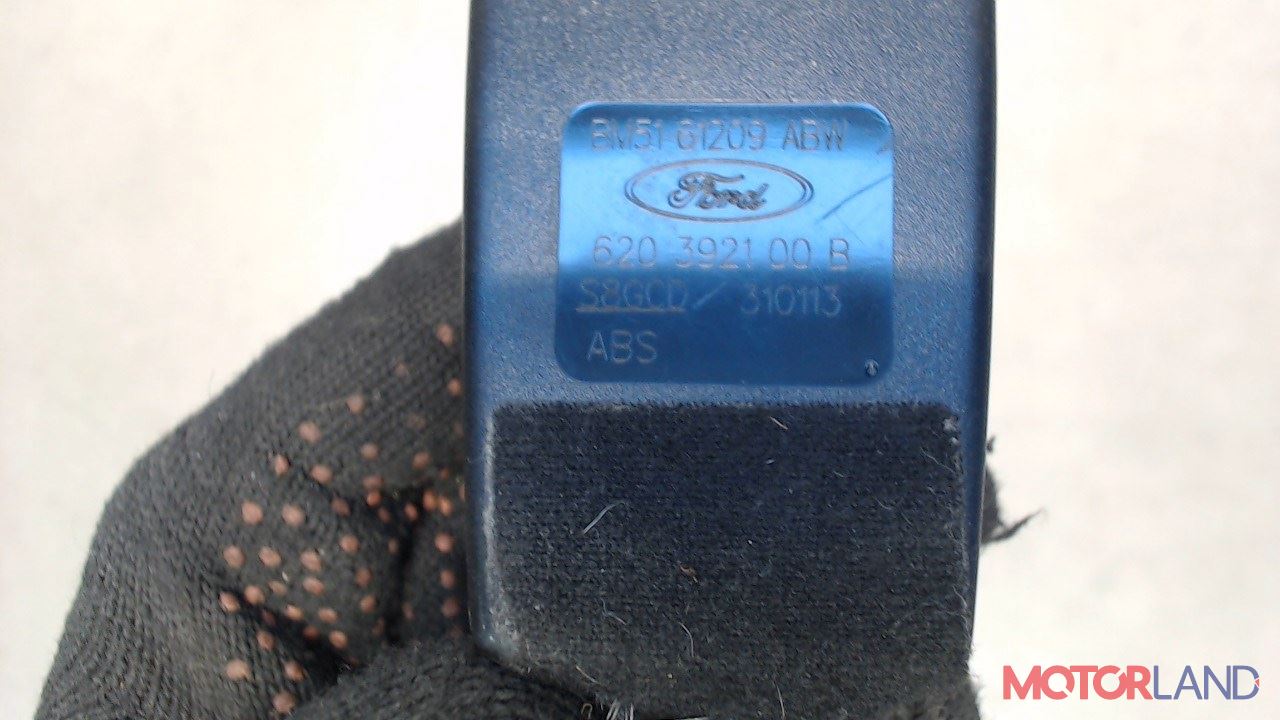 BM51 61209 ABW
Ford
620 3921 00 B
S8GCD / 310113
ABS
MOTORLAND